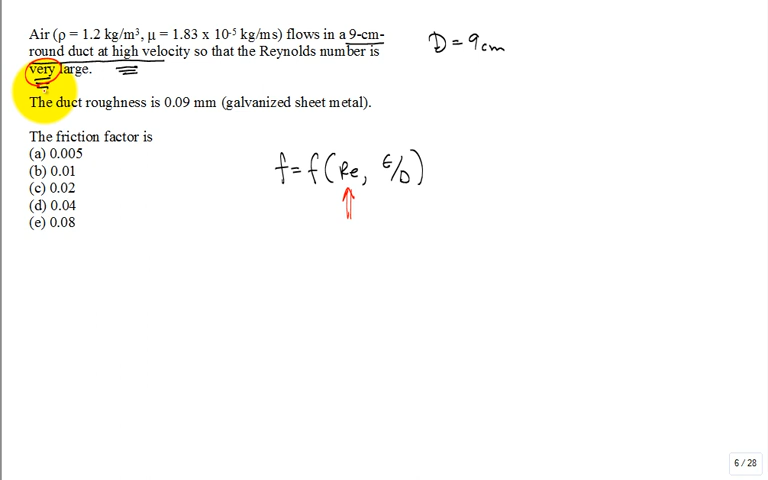 Air (ρ = 1.2 kg/m³, μ = 1.83 x 10⁻⁵ kg/ms) flows in a 9-cm-
round duct at high velocity so that the Reynolds number is
very large.
D = 9 cm
The duct roughness is 0.09 mm (galvanized sheet metal).
The friction factor is
(a) 0.005
(b) 0.01
(c) 0.02
(d) 0.04
(e) 0.08
f = f(Re, ε/D)
6 / 28